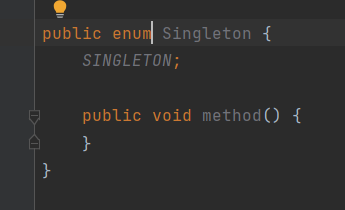 public enum Singleton {
SINGLETON;
public void method() {
}
}